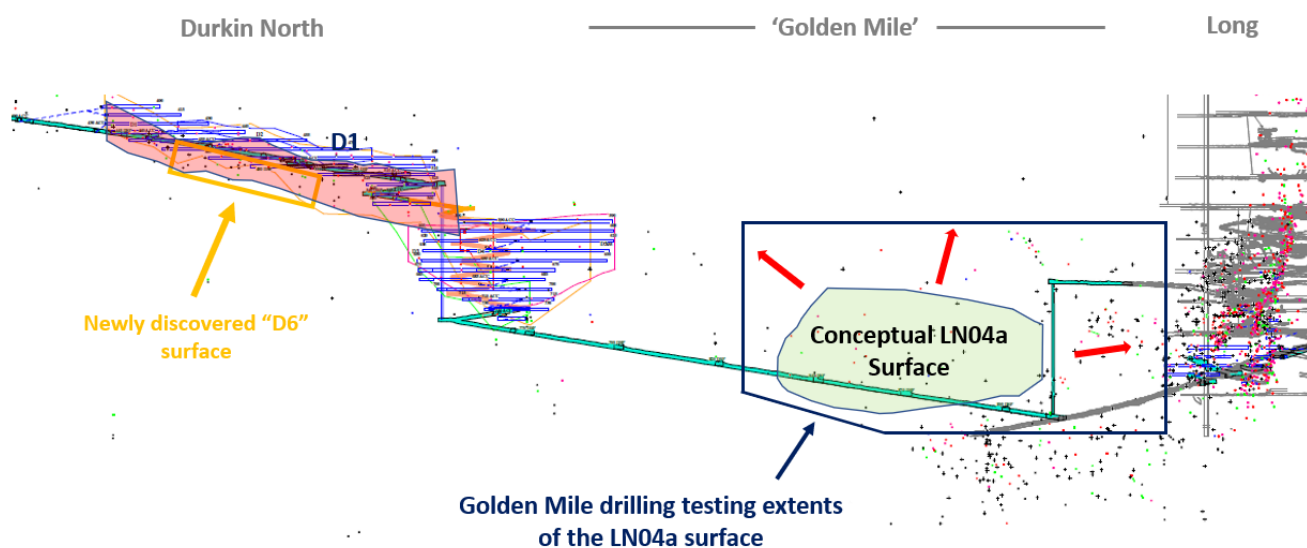 Durkin North
‘Golden Mile’
Long
D1
Newly discovered “D6”
surface
Conceptual LN04a
Surface
Golden Mile drilling testing extents
of the LN04a surface